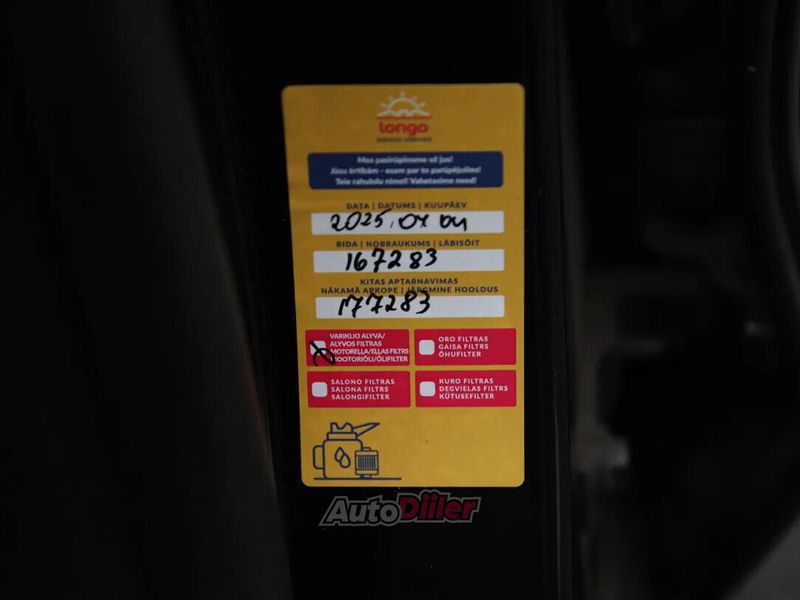 longo
Mes pasirūpinome už jus!
Jūsu ērtībām - esam par to parūpējušies!
Teie rahulolu nimel! Vahetasime need!
DATA | DATUMS | KUUPÄEV
2025,04 04
RIDA | NOBRAUKUMS | LÄBISÕIT
167283
KITAS APTARNAVIMAS
NĀKAMĀ APKOPE | JÄRGMINE HOOLDUS
177283
VARIKLIO ALYVA/
ALYVOS FILTRAS
MOTOREĻĻA/EĻĻAS FILTRS
MOOTORIÕLI/ÕLIFILTER
ORO FILTRAS
GAISA FILTRS
ÕHUFILTER
SALONO FILTRAS
SALONA FILTRS
SALONGIFILTER
KURO FILTRAS
DEGVIELAS FILTRS
KÜTUSEFILTER
AutoDiiler